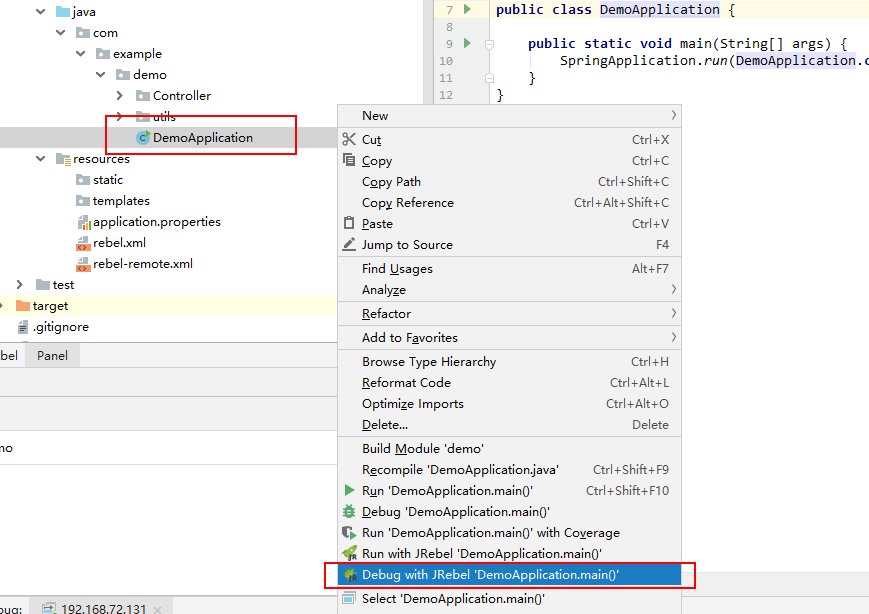 java
com
example
demo
Controller
utils
DemoApplication
resources
static
templates
application.properties
rebel.xml
rebel-remote.xml
test
target
.gitignore
bel Panel
mo
bug: 192.168.72.131 ×
7 public class DemoApplication {
8
9 public static void main(String[] args) {
10 SpringApplication.run(DemoApplication.c
11 }
12 }
New
Cut Ctrl+X
Copy Ctrl+C
Copy Path Ctrl+Shift+C
Copy Reference Ctrl+Alt+Shift+C
Paste Ctrl+V
Jump to Source F4
Find Usages Alt+F7
Analyze
Refactor
Add to Favorites
Browse Type Hierarchy Ctrl+H
Reformat Code Ctrl+Alt+L
Optimize Imports Ctrl+Alt+O
Delete... Delete
Build Module 'demo'
Recompile 'DemoApplication.java' Ctrl+Shift+F9
Run 'DemoApplication.main()' Ctrl+Shift+F10
Debug 'DemoApplication.main()'
Run 'DemoApplication.main()' with Coverage
Run with JRebel 'DemoApplication.main()'
Debug with JRebel 'DemoApplication.main()'
Select 'DemoApplication.main()'